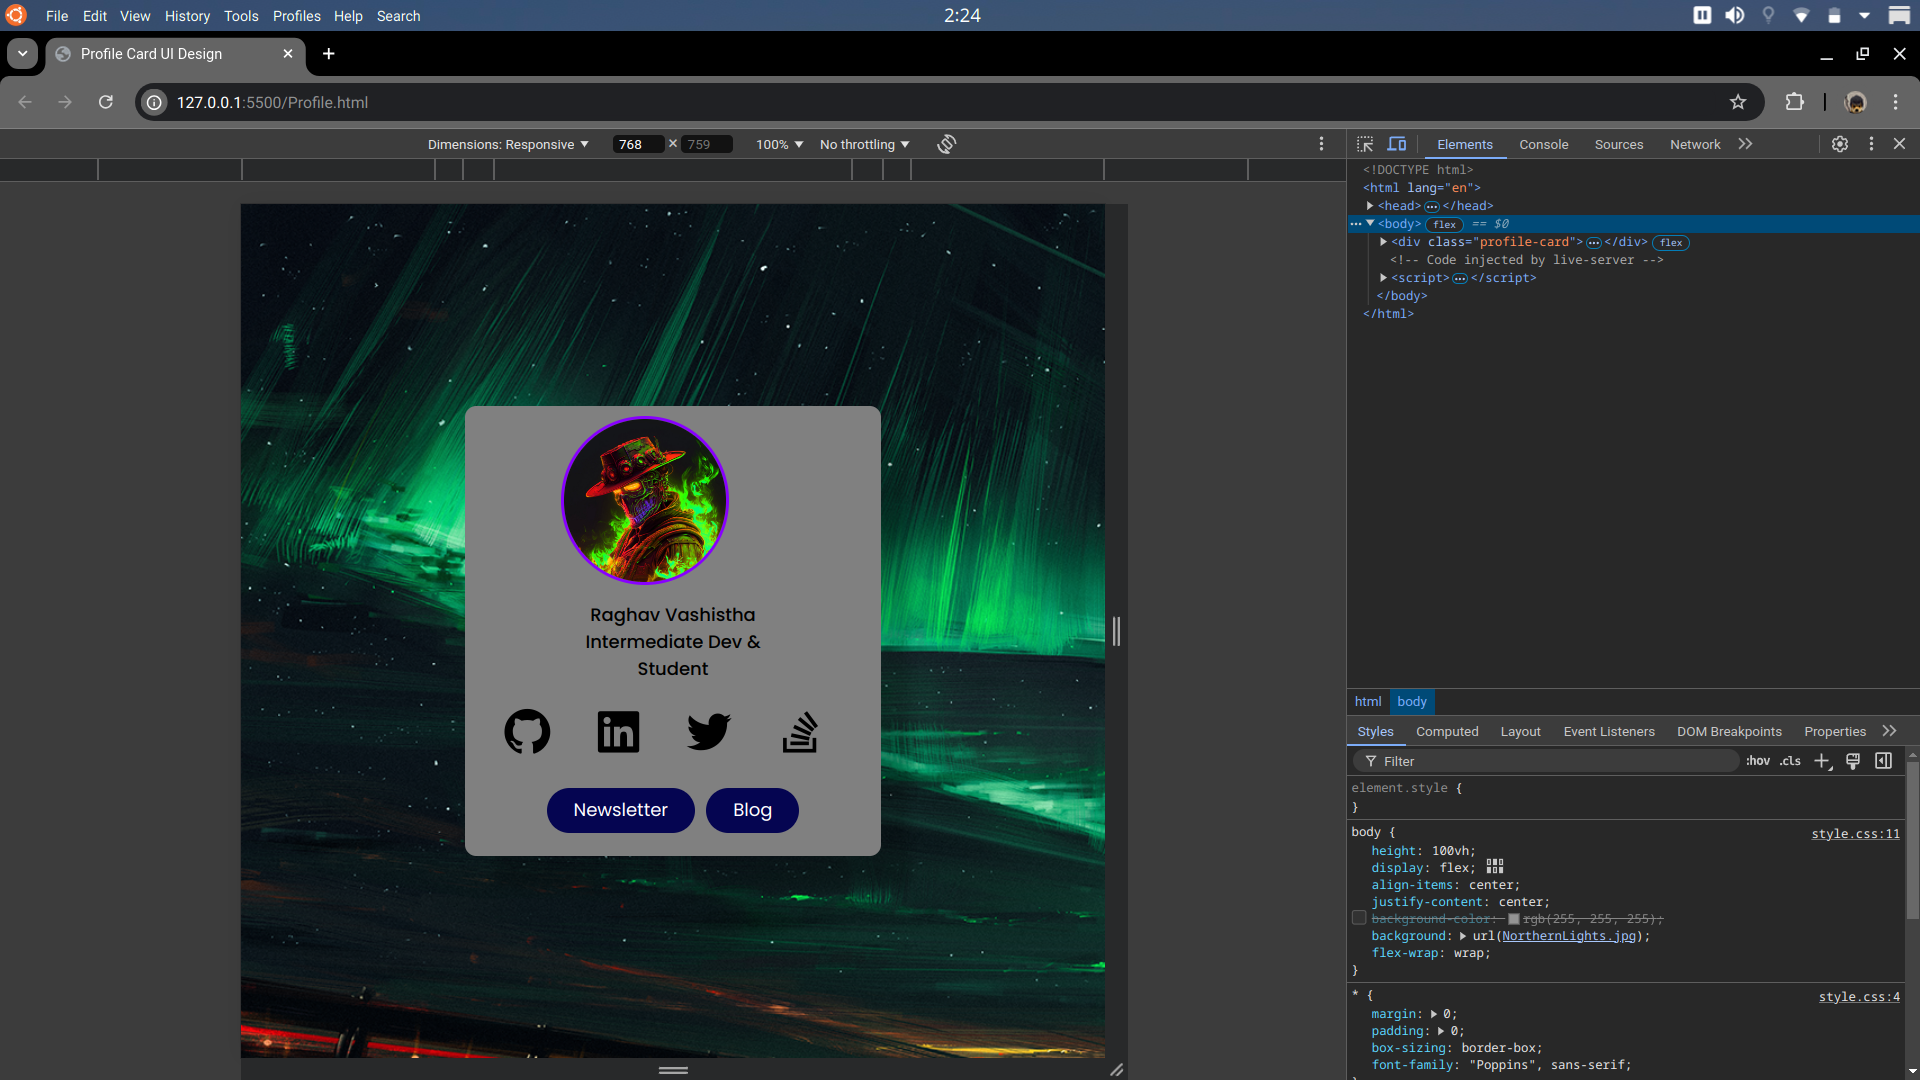 File Edit View History Tools Profiles Help Search
2:24
Profile Card UI Design
127.0.0.1:5500/Profile.html
Dimensions: Responsive 768 × 759 100% No throttling
Elements Console Sources Network
<!DOCTYPE html>
<html lang="en">
<head> ••• </head>
••• <body> flex == $0
<div class="profile-card"> ••• </div> flex
<!-- Code injected by live-server -->
<script> ••• </script>
</body>
</html>
Raghav Vashistha
Intermediate Dev &
Student
in
Newsletter Blog
html body
Styles Computed Layout Event Listeners DOM Breakpoints Properties
Filter :hov .cls
element.style {
}
body { style.css:11
height: 100vh;
display: flex;
align-items: center;
justify-content: center;
background-color: rgb(255, 255, 255);
background: url(NorthernLights.jpg);
flex-wrap: wrap;
}
* { style.css:4
margin: 0;
padding: 0;
box-sizing: border-box;
font-family: "Poppins", sans-serif;